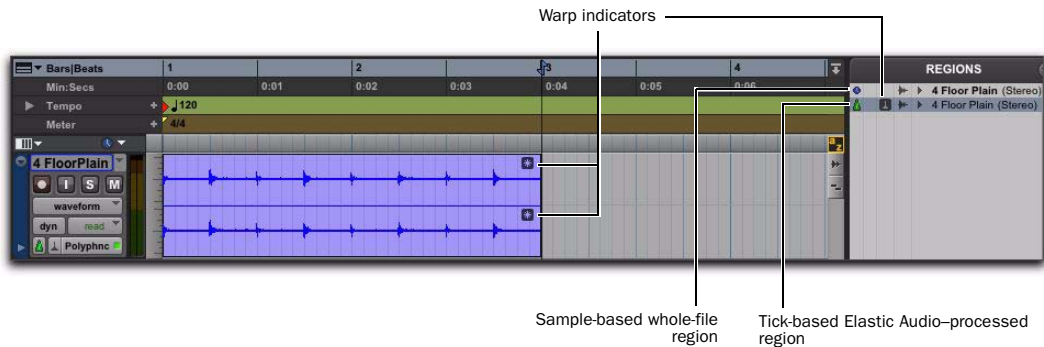 Warp indicators
Bars|Beats 1 2 3 4
Min:Secs 0:00 0:01 0:02 0:03 0:04 0:05 0:06
Tempo + ♩120
Meter + 4/4
REGIONS
4 Floor Plain (Stereo)
4 Floor Plain (Stereo)
a z
4 FloorPlain
I S M
waveform
dyn read
Polyphnc
Sample-based whole-file
region
Tick-based Elastic Audio–processed
region